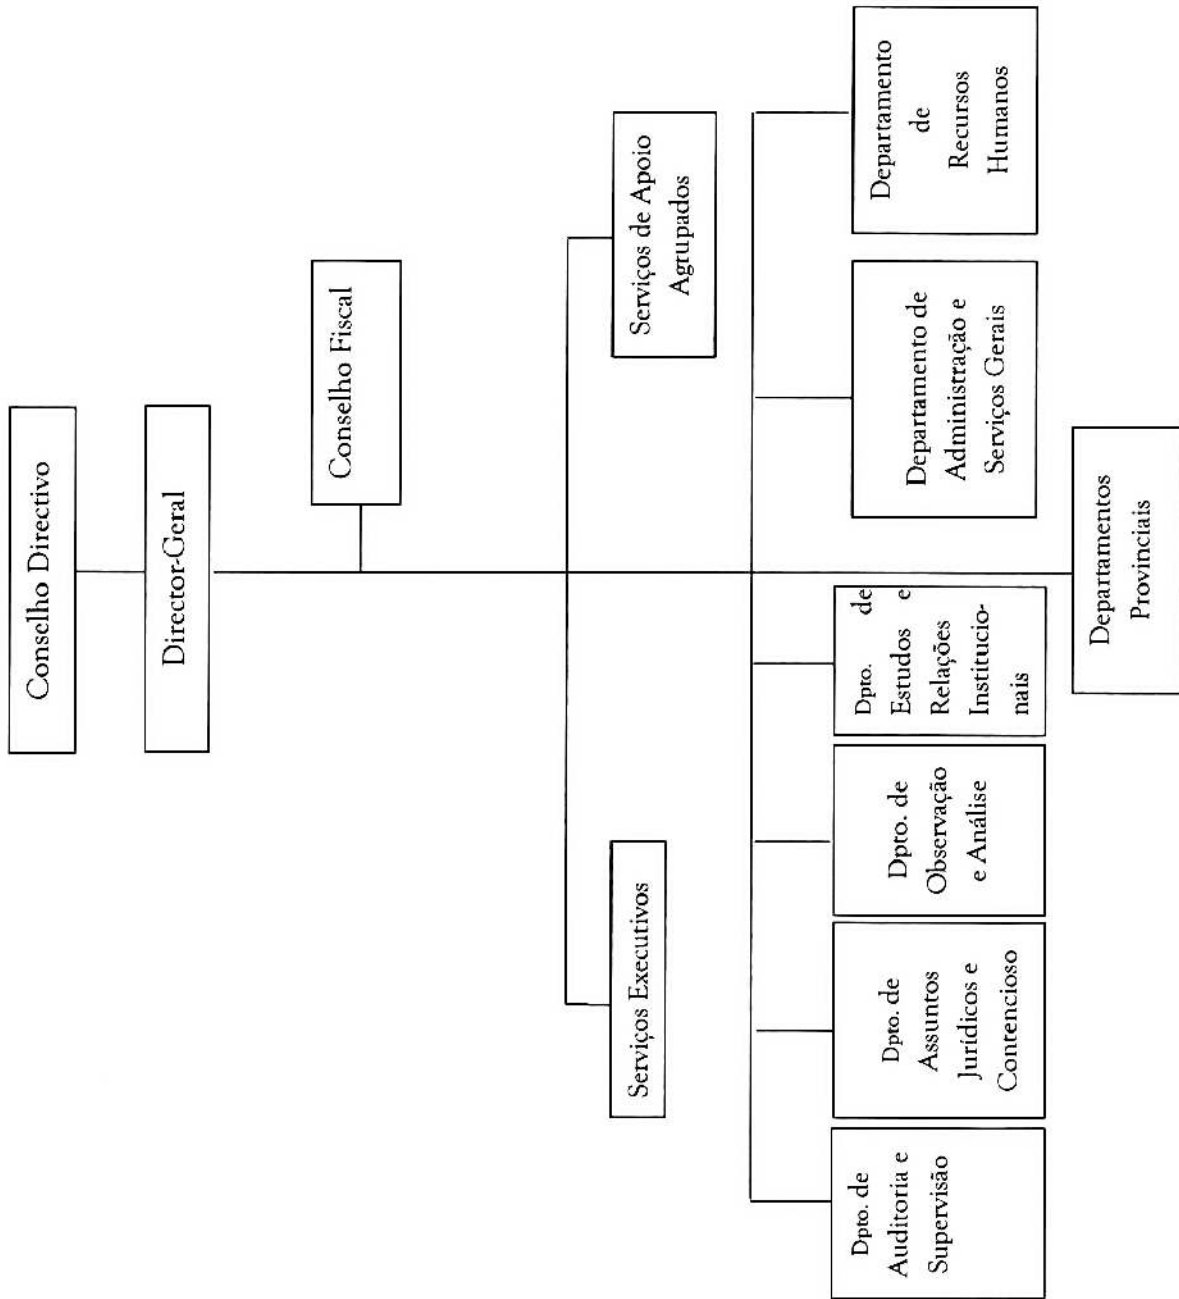 Conselho Directivo
Director-Geral
Conselho Fiscal
Serviços Executivos
Serviços de Apoio
Agrupados
Dpto. de
Auditoria e
Supervisão
Dpto. de
Assuntos
Jurídicos e
Contencioso
Dpto. de
Observação
e Análise
Dpto. de
Estudos e
Relações
Institucio-
nais
Departamento de
Administração e
Serviços Gerais
Departamento
de
Recursos
Humanos
Departamentos
Provinciais